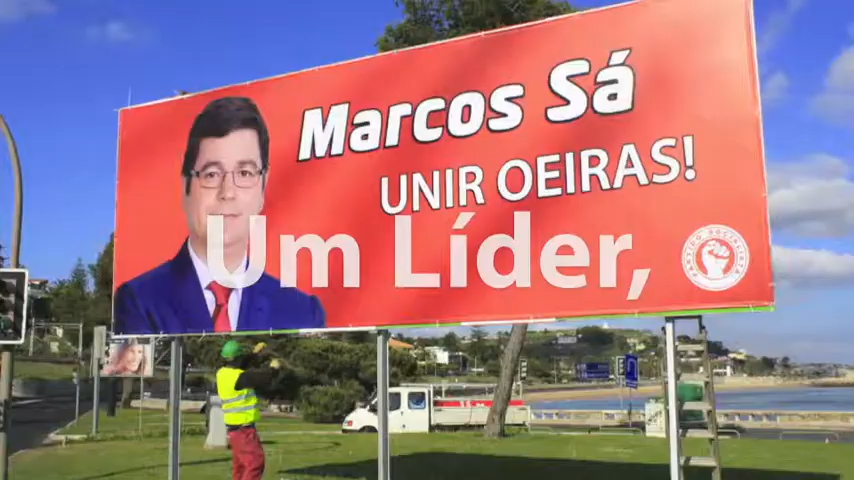 Marcos Sá
UNIR OEIRAS!
Um Líder,
PARTIDO SOCIALISTA